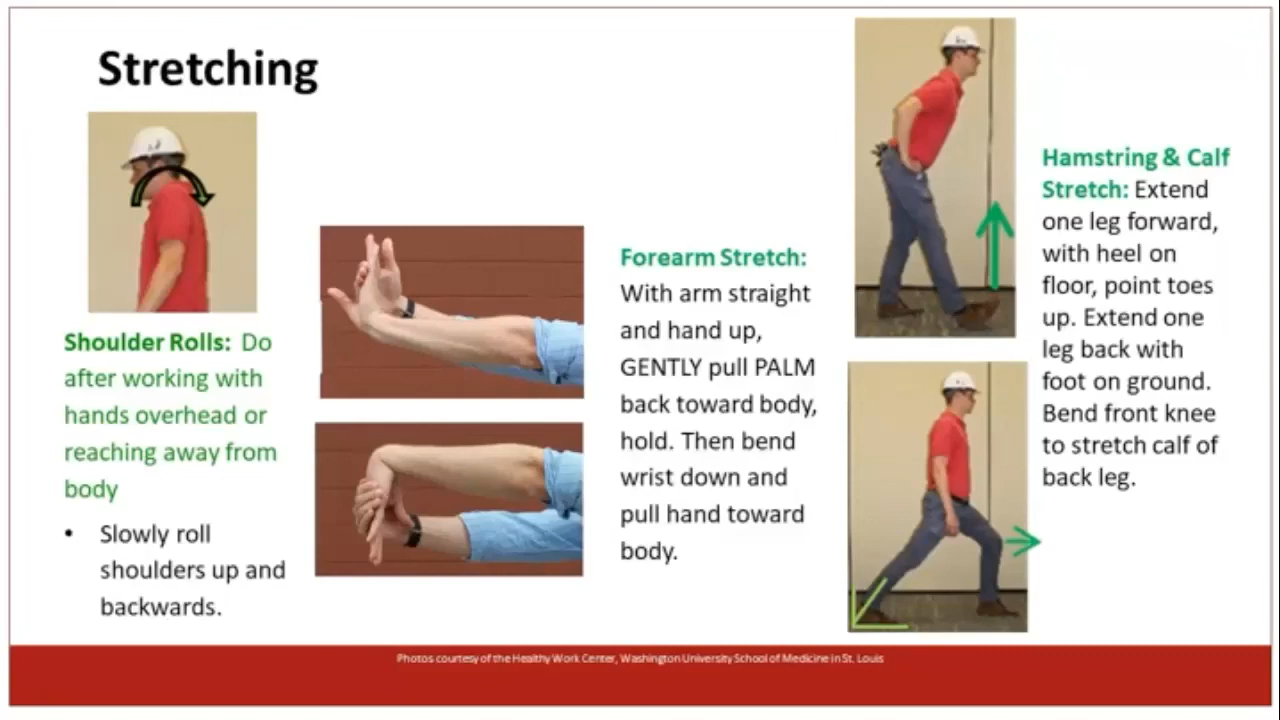 Stretching
Shoulder Rolls: Do
after working with
hands overhead or
reaching away from
body
• Slowly roll
shoulders up and
backwards.
Forearm Stretch:
With arm straight
and hand up,
GENTLY pull PALM
back toward body,
hold. Then bend
wrist down and
pull hand toward
body.
Hamstring & Calf
Stretch: Extend
one leg forward,
with heel on
floor, point toes
up. Extend one
leg back with
foot on ground.
Bend front knee
to stretch calf of
back leg.
Photos courtesy of the Healthy Work Center, Washington University School of Medicine in St. Louis